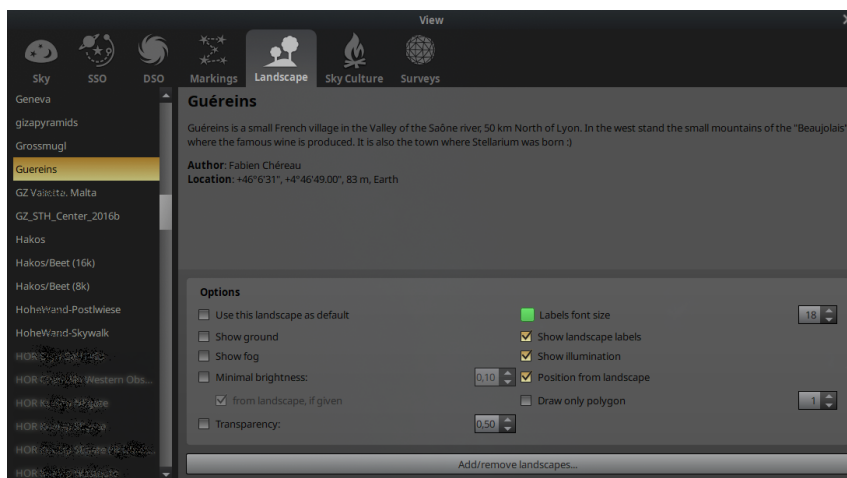 View
Sky SSO DSO Markings Landscape Sky Culture Surveys
Geneva
gizapyramids
Grossmugl
Guereins
GZ Malta
GZ_STH_Center_2016b
Hakos
Hakos/Beet (16k)
Hakos/Beet (8k)
HoheWand-Postlwiese
HoheWand-Skywalk
HOR
HOR Western Obs...
HOR
HOR
HOR
HOR
Guéreins
Guéreins is a small French village in the Valley of the Saône river, 50 km North of Lyon. In the west stand the small mountains of the "Beaujolais"
where the famous wine is produced. It is also the town where Stellarium was born :)
Author: Fabien Chéreau
Location: +46°6'31", +4°46'49.00", 83 m, Earth
Options
Use this landscape as default Labels font size 18
Show ground Show landscape labels
Show fog Show illumination
Minimal brightness: 0,10 Position from landscape
from landscape, if given Draw only polygon 1
Transparency: 0,50
Add/remove landscapes...